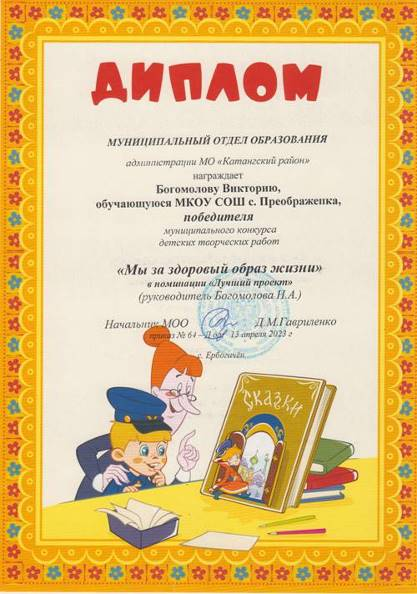 ДИПЛОМ
МУНИЦИПАЛЬНЫЙ ОТДЕЛ ОБРАЗОВАНИЯ
администрации МО «Катангский район»
награждает
Богомолову Викторию,
обучающуюся МКОУ СОШ с. Преображенка,
победителя
муниципального конкурса
детских творческих работ
«Мы за здоровый образ жизни»
в номинации «Лучший проект»
(руководитель Богомолова И.А.)
Начальник МОО Д.М.Гавриленко
приказ № 64 – Д от 13 апреля 2023 г
с. Ербогачён.
Сказки